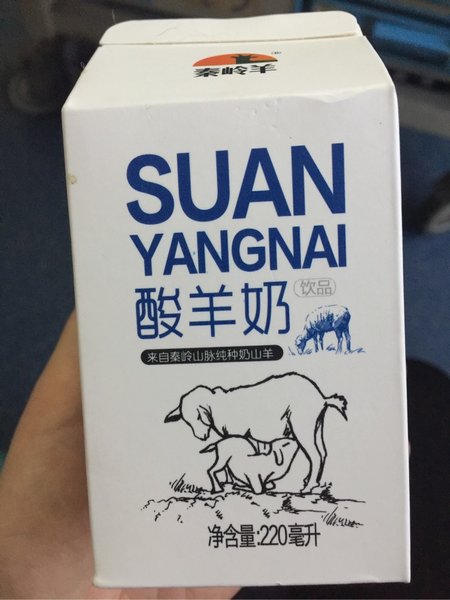 秦岭羊
SUAN
YANGNAI
酸羊奶 饮品
来自秦岭山脉纯种奶山羊
净含量:220毫升